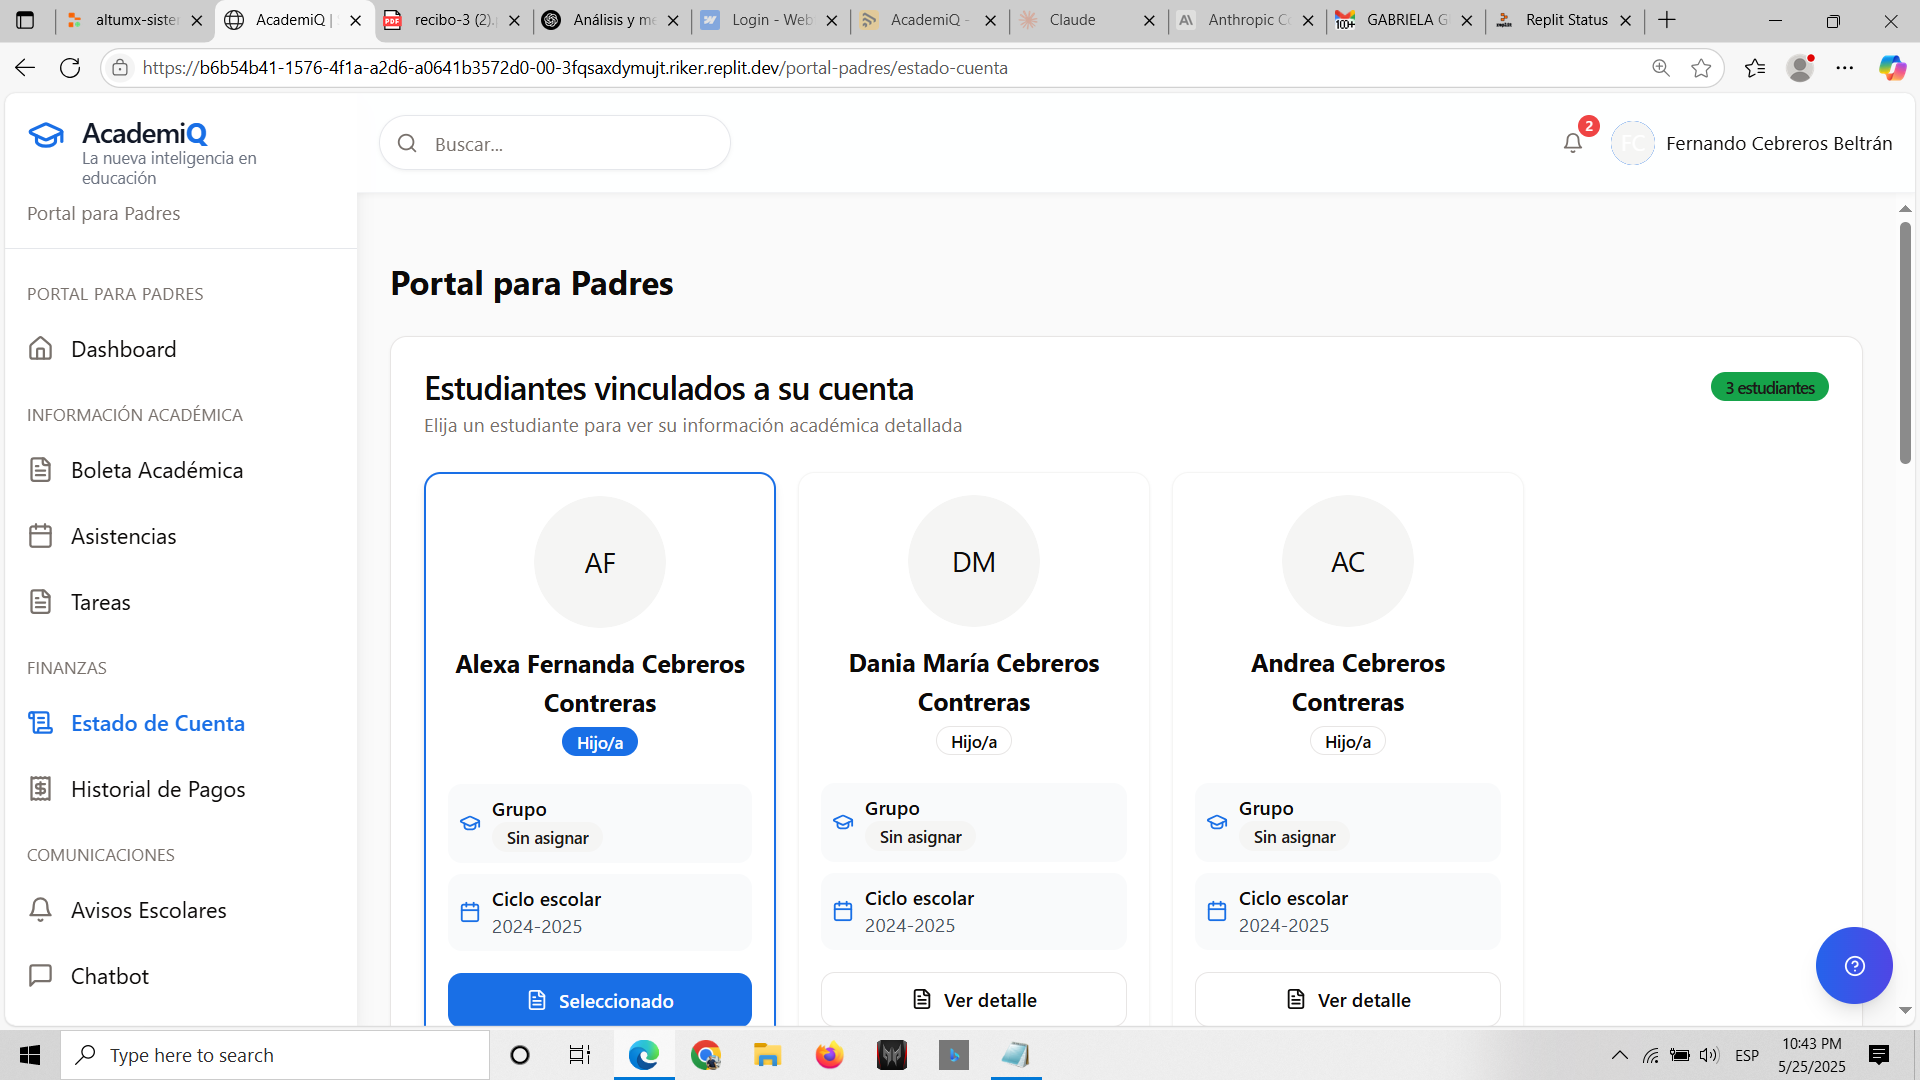 altumx-sister
AcademiQ |
recibo-3 (2).p
Análisis y me
Login - Web
AcademiQ -
Claude
Anthropic C
GABRIELA G
Replit Status
https://b6b54b41-1576-4f1a-a2d6-a0641b3572d0-00-3fqsaxdymujt.riker.replit.dev/portal-padres/estado-cuenta
AcademiQ
La nueva inteligencia en
educación
Portal para Padres
Buscar...
2
FC
Fernando Cebreros Beltrán
PORTAL PARA PADRES
Dashboard
INFORMACIÓN ACADÉMICA
Boleta Académica
Asistencias
Tareas
FINANZAS
Estado de Cuenta
Historial de Pagos
COMUNICACIONES
Avisos Escolares
Chatbot
Portal para Padres
Estudiantes vinculados a su cuenta
3 estudiantes
Elija un estudiante para ver su información académica detallada
AF
Alexa Fernanda Cebreros
Contreras
Hijo/a
Grupo
Sin asignar
Ciclo escolar
2024-2025
Seleccionado
DM
Dania María Cebreros
Contreras
Hijo/a
Grupo
Sin asignar
Ciclo escolar
2024-2025
Ver detalle
AC
Andrea Cebreros
Contreras
Hijo/a
Grupo
Sin asignar
Ciclo escolar
2024-2025
Ver detalle
Type here to search
ESP
10:43 PM
5/25/2025